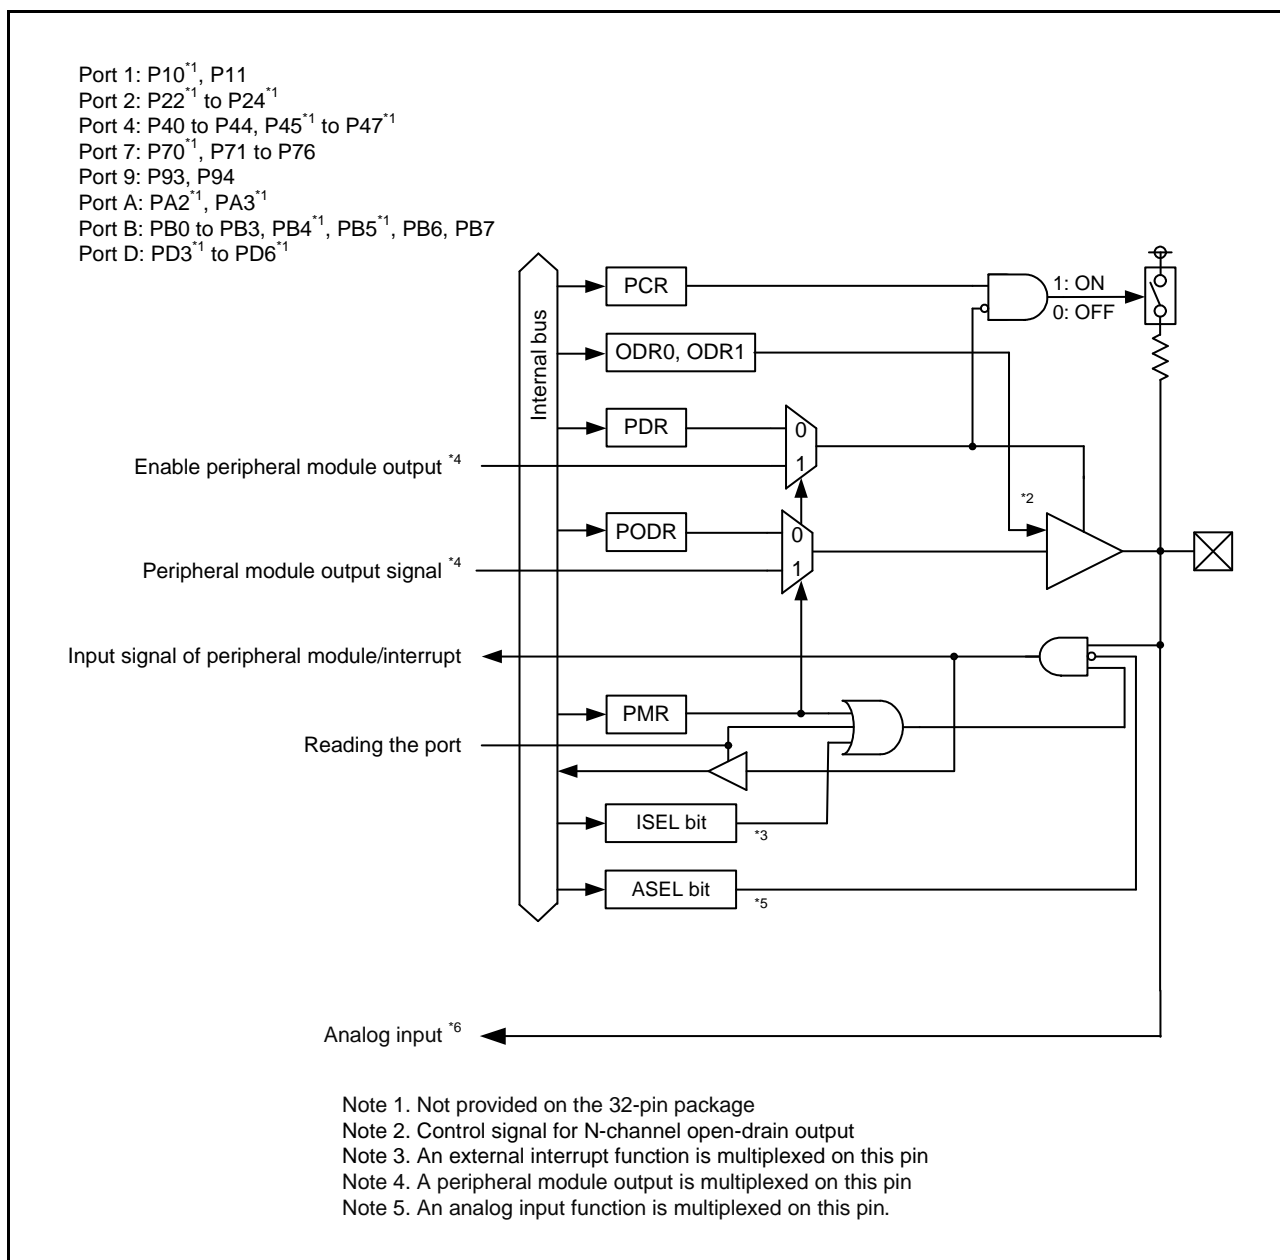 Port 1: P10*1, P11
Port 2: P22*1 to P24*1
Port 4: P40 to P44, P45*1 to P47*1
Port 7: P70*1, P71 to P76
Port 9: P93, P94
Port A: PA2*1, PA3*1
Port B: PB0 to PB3, PB4*1, PB5*1, PB6, PB7
Port D: PD3*1 to PD6*1
Internal bus
PCR
1: ON
0: OFF
ODR0, ODR1
PDR
0
1
Enable peripheral module output *4
*2
PODR
0
1
Peripheral module output signal *4
Input signal of peripheral module/interrupt
PMR
Reading the port
ISEL bit
*3
ASEL bit
*5
Analog input *6
Note 1. Not provided on the 32-pin package
Note 2. Control signal for N-channel open-drain output
Note 3. An external interrupt function is multiplexed on this pin
Note 4. A peripheral module output is multiplexed on this pin
Note 5. An analog input function is multiplexed on this pin.